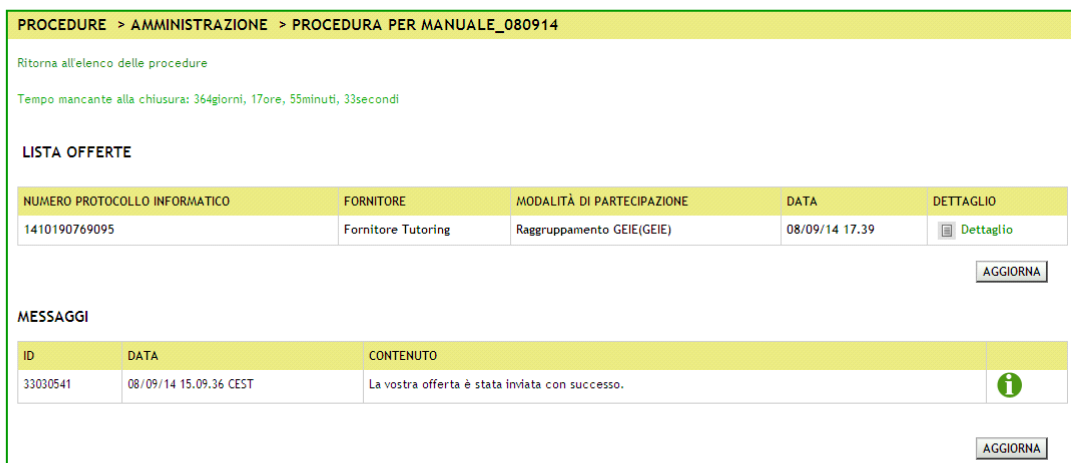 PROCEDURE > AMMINISTRAZIONE > PROCEDURA PER MANUALE_080914
Ritorna all'elenco delle procedure
Tempo mancante alla chiusura: 364giorni, 17ore, 55minuti, 33secondi
LISTA OFFERTE
NUMERO PROTOCOLLO INFORMATICO FORNITORE MODALITÀ DI PARTECIPAZIONE DATA DETTAGLIO
1410190769095 Fornitore Tutoring Raggruppamento GEIE(GEIE) 08/09/14 17.39 Dettaglio
AGGIORNA
MESSAGGI
ID DATA CONTENUTO
33030541 08/09/14 15.09.36 CEST La vostra offerta è stata inviata con successo.
AGGIORNA